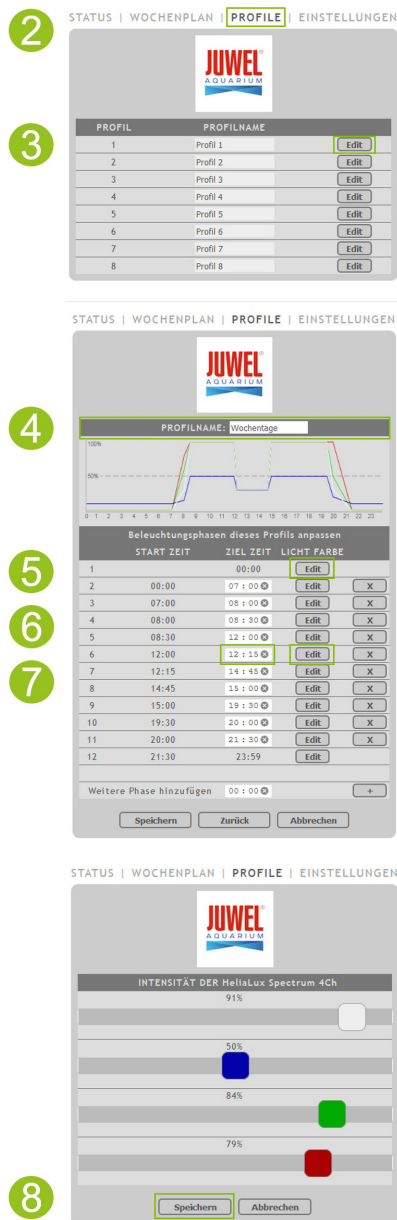 2
STATUS | WOCHENPLAN | PROFILE | EINSTELLUNGEN
JUWEL
AQUARIUM
3
PROFIL PROFILNAME
1 Profil 1 Edit
2 Profil 2 Edit
3 Profil 3 Edit
4 Profil 4 Edit
5 Profil 5 Edit
6 Profil 6 Edit
7 Profil 7 Edit
8 Profil 8 Edit
STATUS | WOCHENPLAN | PROFILE | EINSTELLUNGEN
JUWEL
AQUARIUM
4
PROFILNAME: Wochentage
100%
50%
0 1 2 3 4 5 6 7 8 9 10 11 12 13 14 15 16 17 18 19 20 21 22 23
Beleuchtungsphasen dieses Profils anpassen
START ZEIT ZIEL ZEIT LICHT FARBE
5
1 00:00 Edit
2 00:00 07:00 Edit X
3 07:00 08:00 Edit X
6
4 08:00 08:30 Edit X
5 08:30 12:00 Edit X
6 12:00 12:15 Edit X
7
7 12:15 14:45 Edit X
8 14:45 15:00 Edit X
9 15:00 19:30 Edit X
10 19:30 20:00 Edit X
11 20:00 21:30 Edit X
12 21:30 23:59 Edit
Weitere Phase hinzufügen 00:00 +
Speichern Zurück Abbrechen
STATUS | WOCHENPLAN | PROFILE | EINSTELLUNGEN
JUWEL
AQUARIUM
INTENSITÄT DER HeliaLux Spectrum 4Ch
91%
50%
84%
79%
8
Speichern Abbrechen